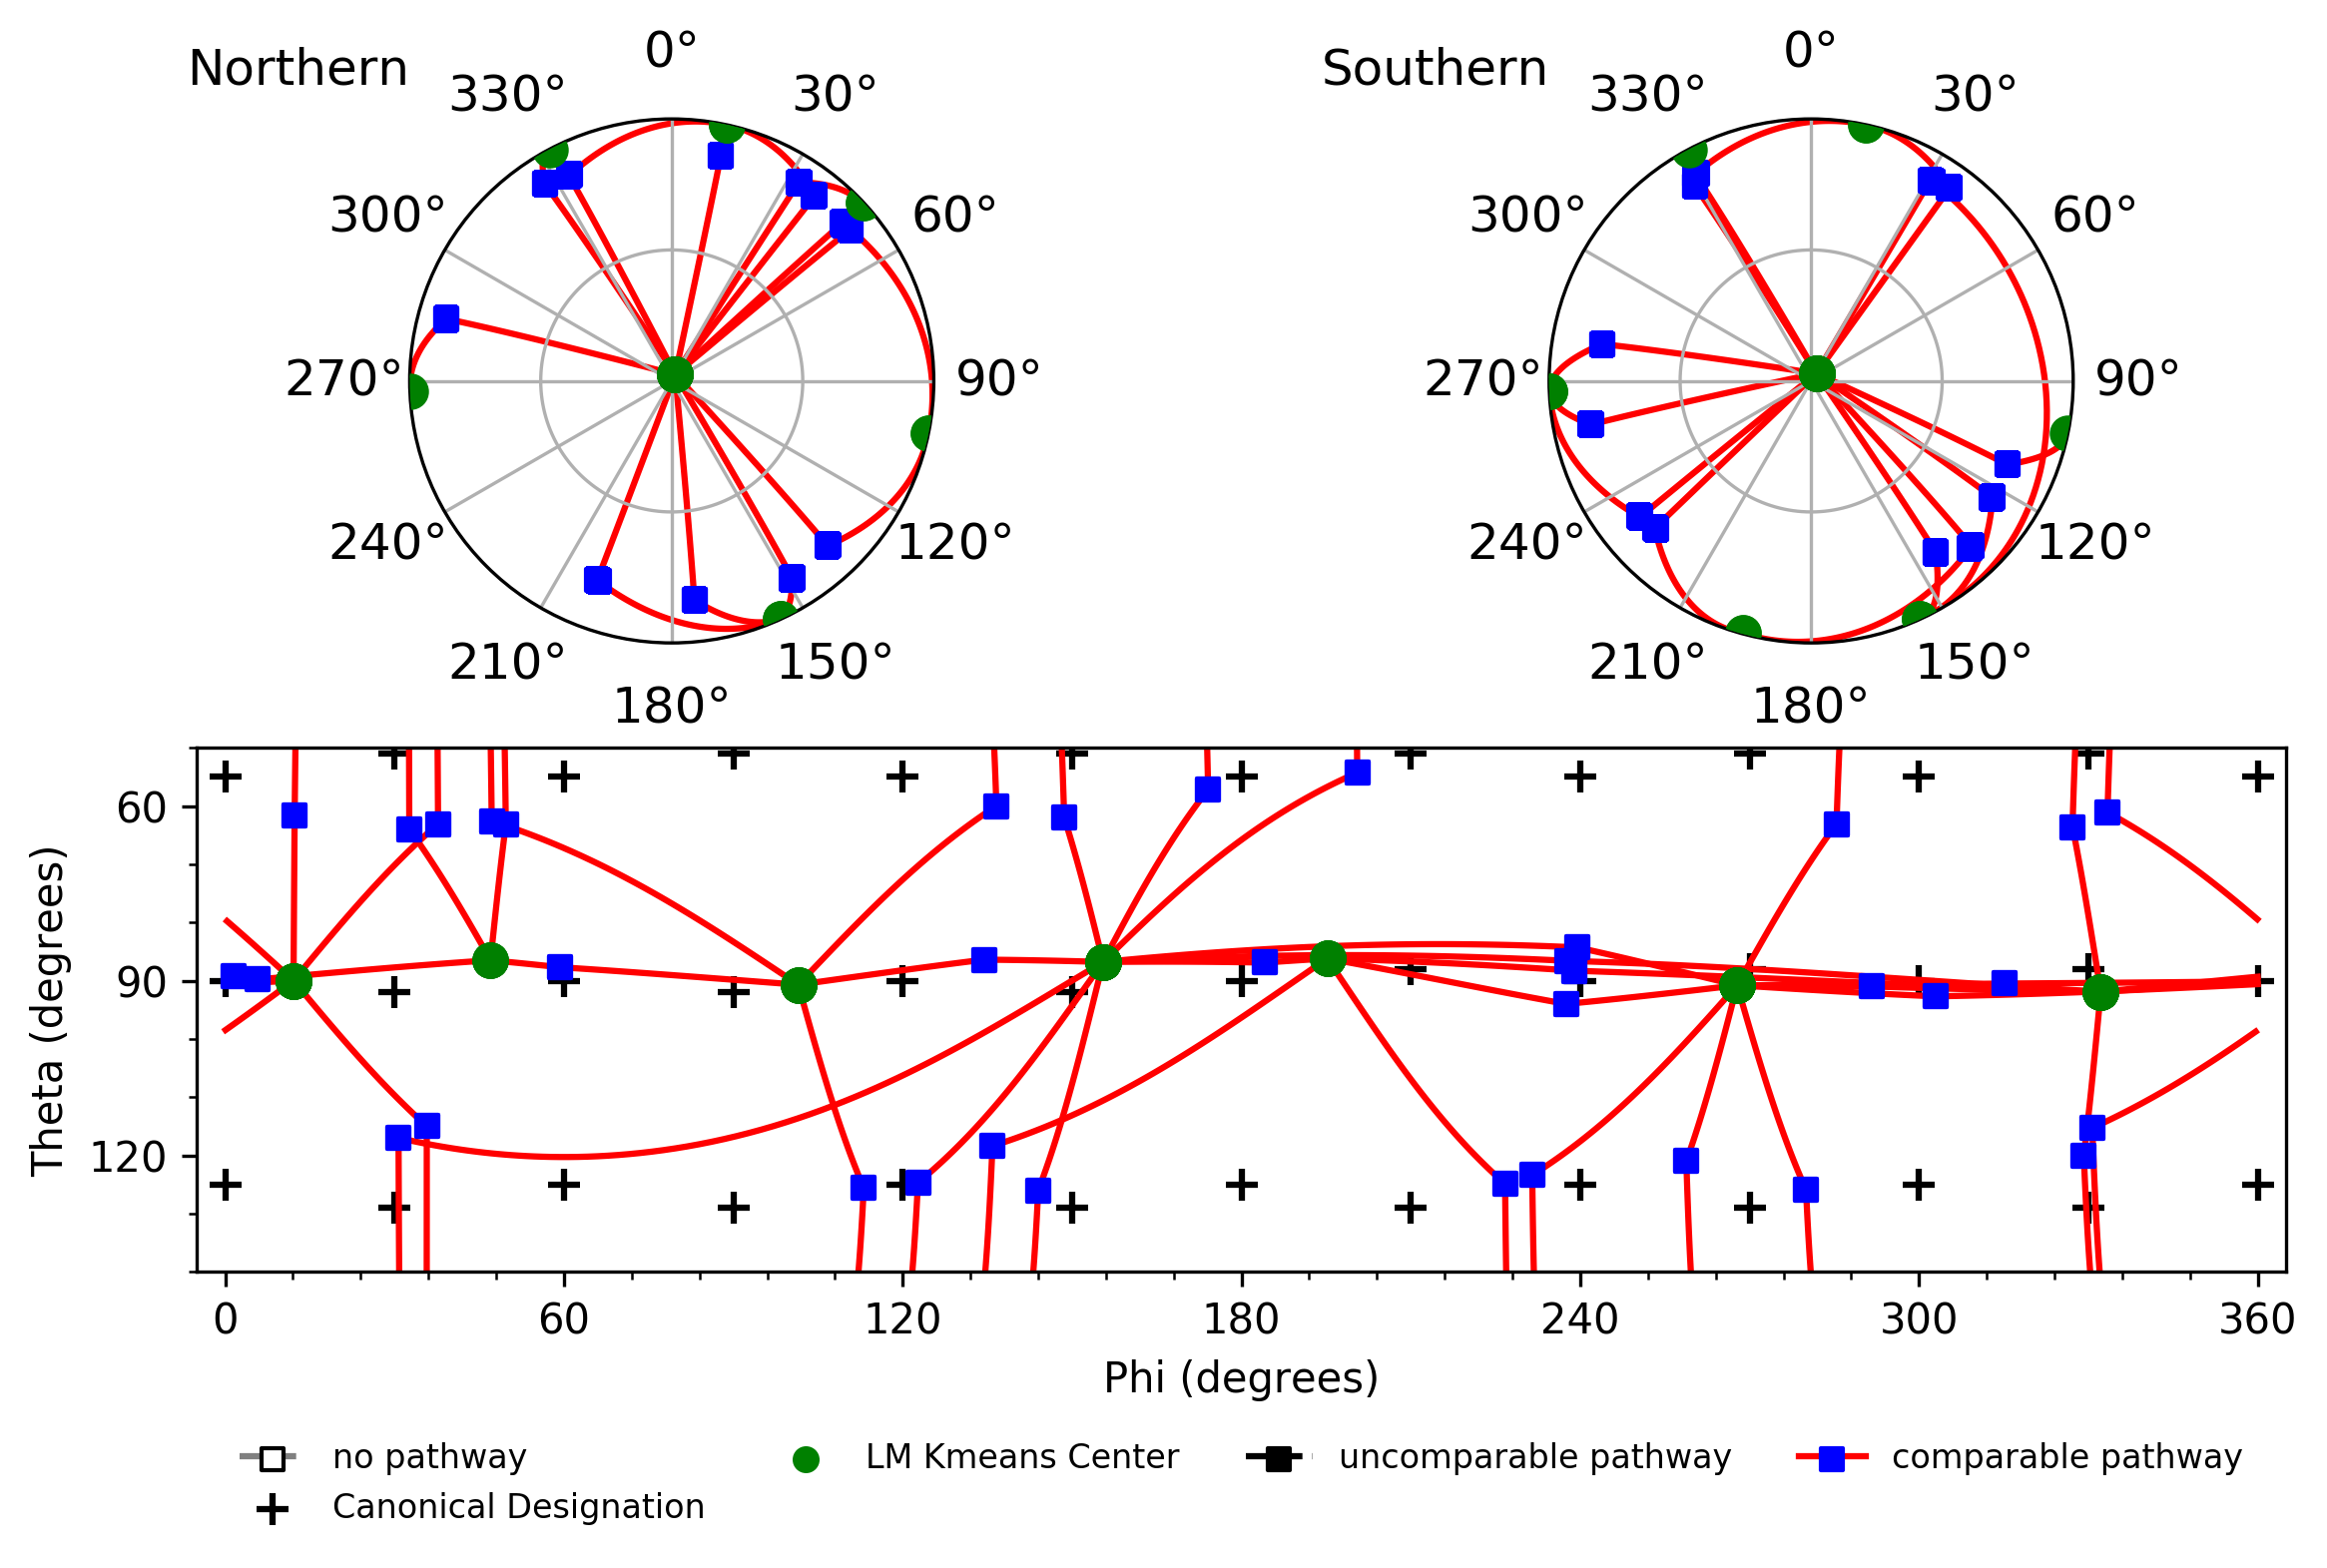 Northern
0°
330°
30°
300°
60°
270°
90°
240°
120°
210°
150°
180°
Southern
0°
330°
30°
300°
60°
270°
90°
240°
120°
210°
150°
180°
Theta (degrees)
60
90
120
0 60 120 180 240 300 360
Phi (degrees)
no pathway
LM Kmeans Center
uncomparable pathway
comparable pathway
Canonical Designation